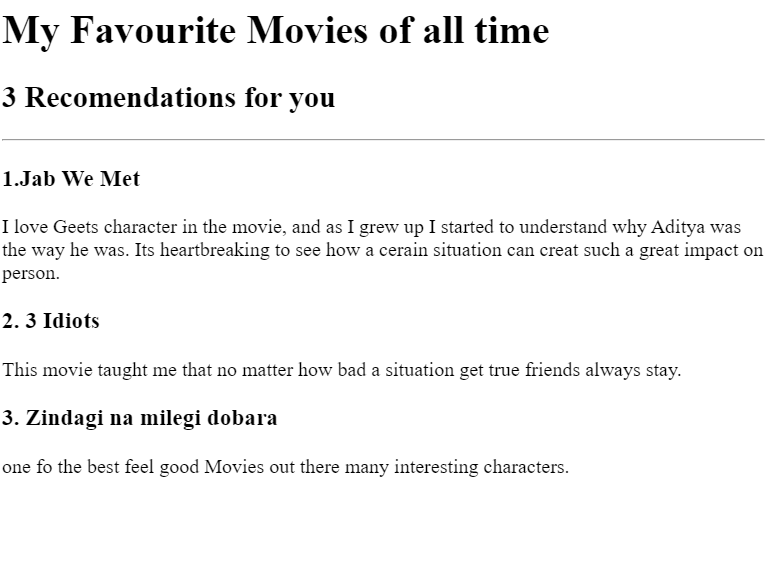 My Favourite Movies of all time
3 Recomendations for you
1.Jab We Met
I love Geets character in the movie, and as I grew up I started to understand why Aditya was
the way he was. Its heartbreaking to see how a cerain situation can creat such a great impact on
person.
2. 3 Idiots
This movie taught me that no matter how bad a situation get true friends always stay.
3. Zindagi na milegi dobara
one fo the best feel good Movies out there many interesting characters.